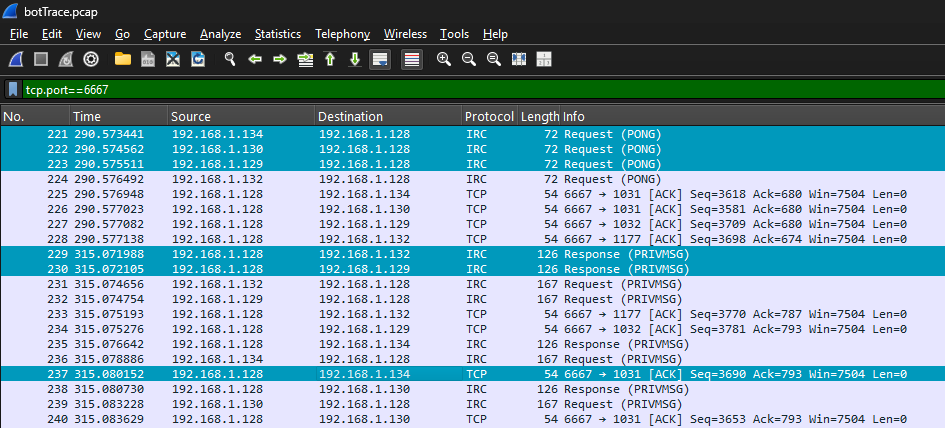 botTrace.pcap
File Edit View Go Capture Analyze Statistics Telephony Wireless Tools Help
tcp.port==6667
No. Time Source Destination Protocol Length Info
221 290.573441 192.168.1.134 192.168.1.128 IRC 72 Request (PONG)
222 290.574562 192.168.1.130 192.168.1.128 IRC 72 Request (PONG)
223 290.575511 192.168.1.129 192.168.1.128 IRC 72 Request (PONG)
224 290.576492 192.168.1.132 192.168.1.128 IRC 72 Request (PONG)
225 290.576948 192.168.1.128 192.168.1.134 TCP 54 6667 → 1031 [ACK] Seq=3618 Ack=680 Win=7504 Len=0
226 290.577023 192.168.1.128 192.168.1.130 TCP 54 6667 → 1031 [ACK] Seq=3581 Ack=680 Win=7504 Len=0
227 290.577082 192.168.1.128 192.168.1.129 TCP 54 6667 → 1032 [ACK] Seq=3709 Ack=680 Win=7504 Len=0
228 290.577138 192.168.1.128 192.168.1.132 TCP 54 6667 → 1177 [ACK] Seq=3698 Ack=674 Win=7504 Len=0
229 315.071988 192.168.1.128 192.168.1.132 IRC 126 Response (PRIVMSG)
230 315.072105 192.168.1.128 192.168.1.129 IRC 126 Response (PRIVMSG)
231 315.074656 192.168.1.132 192.168.1.128 IRC 167 Request (PRIVMSG)
232 315.074754 192.168.1.129 192.168.1.128 IRC 167 Request (PRIVMSG)
233 315.075193 192.168.1.128 192.168.1.132 TCP 54 6667 → 1177 [ACK] Seq=3770 Ack=787 Win=7504 Len=0
234 315.075276 192.168.1.128 192.168.1.129 TCP 54 6667 → 1032 [ACK] Seq=3781 Ack=793 Win=7504 Len=0
235 315.076642 192.168.1.128 192.168.1.134 IRC 126 Response (PRIVMSG)
236 315.078886 192.168.1.134 192.168.1.128 IRC 167 Request (PRIVMSG)
237 315.080152 192.168.1.128 192.168.1.134 TCP 54 6667 → 1031 [ACK] Seq=3690 Ack=793 Win=7504 Len=0
238 315.080730 192.168.1.128 192.168.1.130 IRC 126 Response (PRIVMSG)
239 315.083228 192.168.1.130 192.168.1.128 IRC 167 Request (PRIVMSG)
240 315.083629 192.168.1.128 192.168.1.130 TCP 54 6667 → 1031 [ACK] Seq=3653 Ack=793 Win=7504 Len=0